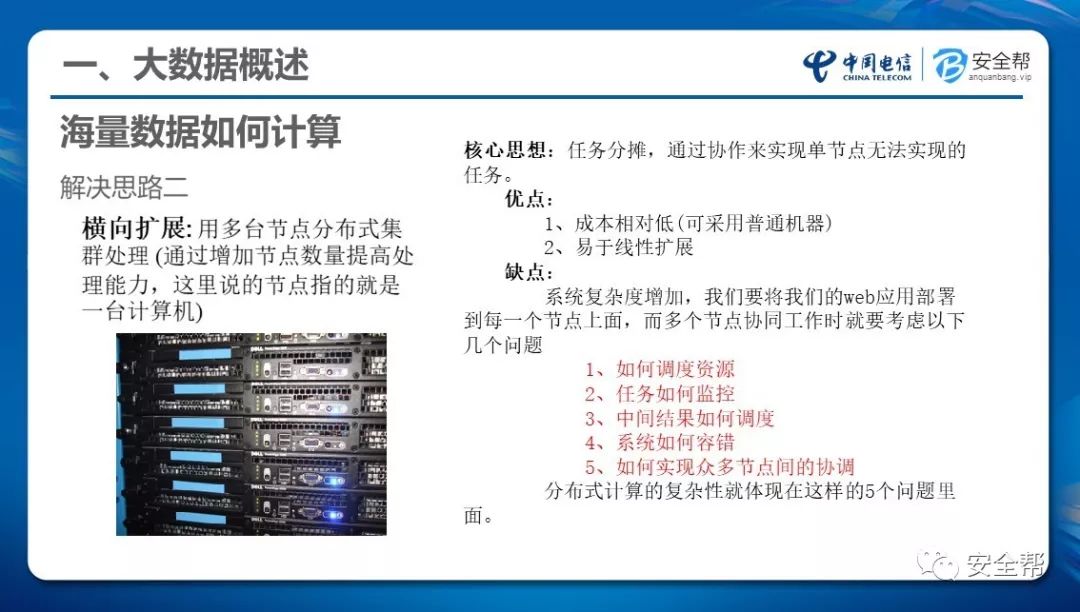 一、大数据概述
中国电信
CHINA TELECOM
安全帮
anquanbang.vip
海量数据如何计算
解决思路二
横向扩展:用多台节点分布式集
群处理 (通过增加节点数量提高处
理能力，这里说的节点指的就是
一台计算机)
核心思想：任务分摊，通过协作来实现单节点无法实现的
任务。
优点：
1、成本相对低(可采用普通机器)
2、易于线性扩展
缺点：
系统复杂度增加，我们要将我们的web应用部署
到每一个节点上面，而多个节点协同工作时就要考虑以下
几个问题
1、如何调度资源
2、任务如何监控
3、中间结果如何调度
4、系统如何容错
5、如何实现众多节点间的协调
分布式计算的复杂性就体现在这样的5个问题里
面。
DELL
DELL
DELL
DELL
DELL
安全帮